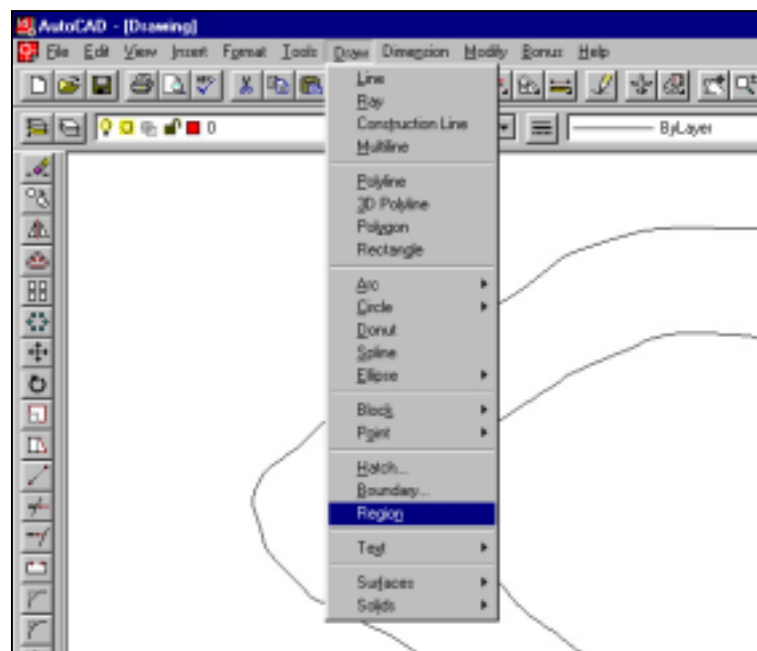 AutoCAD - [Drawing]
File Edit View Insert Format Tools Draw Dimension Modify Bonus Help
0
ByLayer
Line
Ray
Construction Line
Multiline
Polyline
3D Polyline
Polygon
Rectangle
Arc
Circle
Donut
Spline
Ellipse
Block
Point
Hatch...
Boundary...
Region
Text
Surfaces
Solids